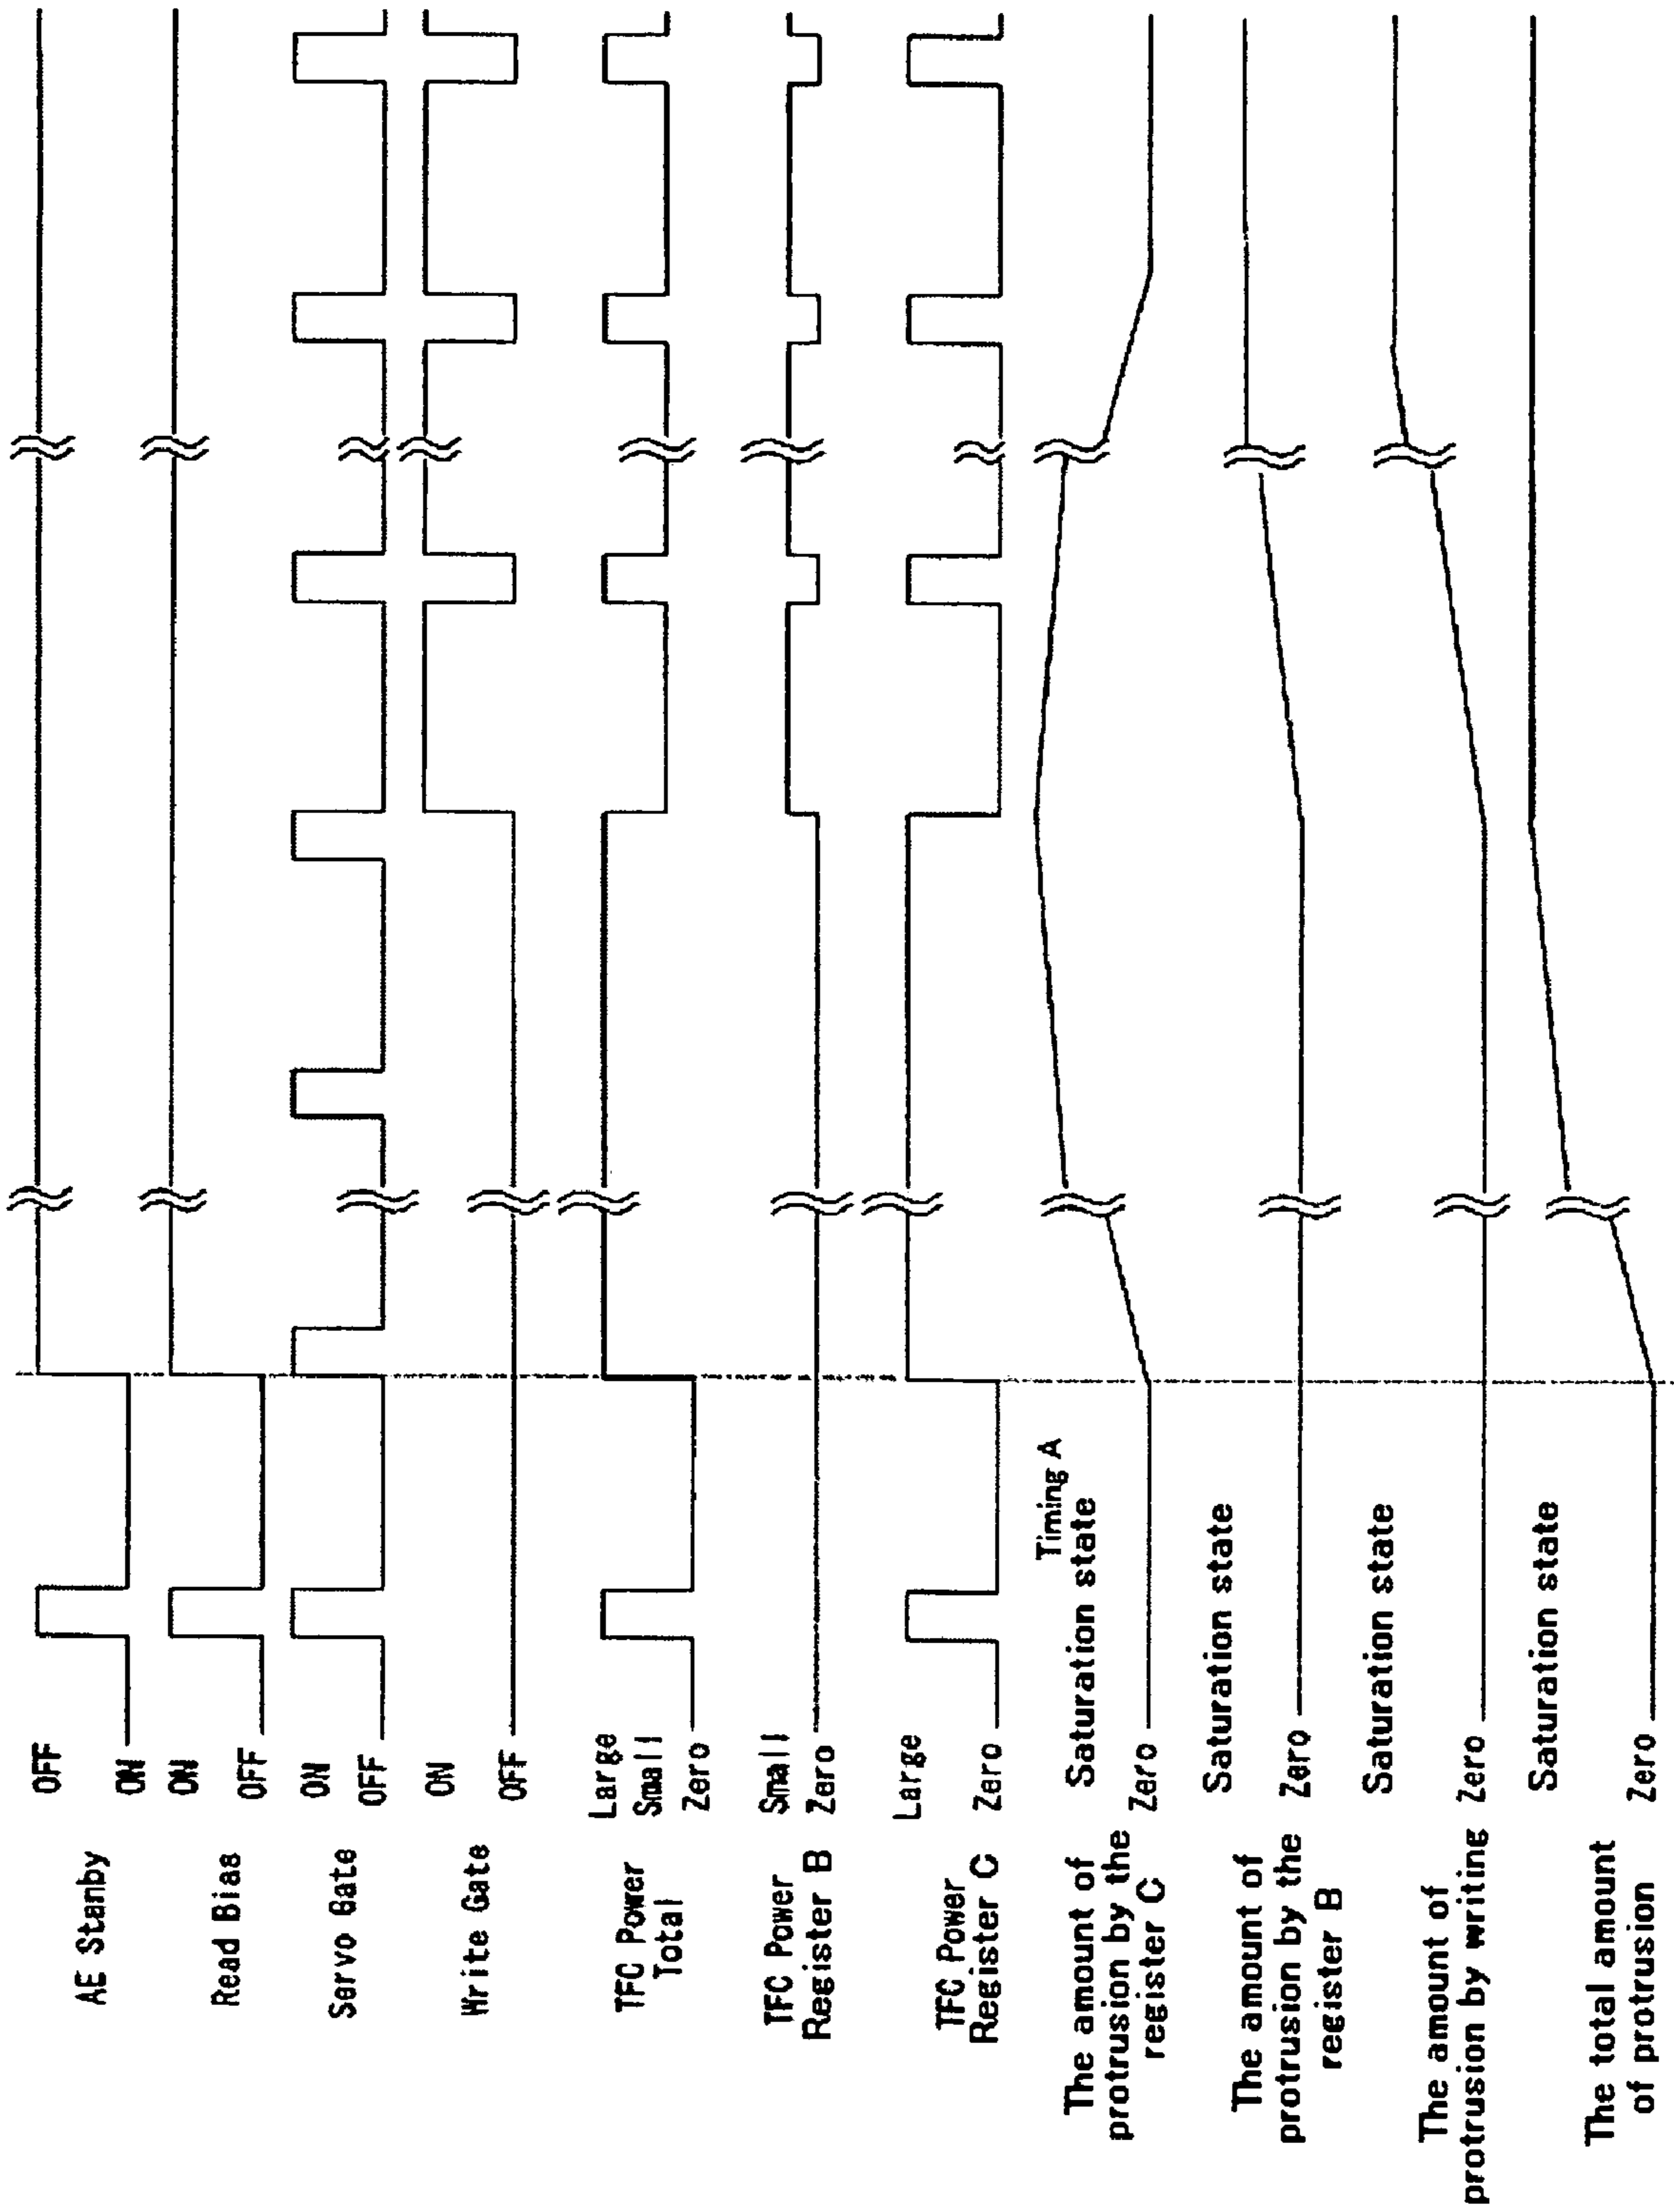 AE Stanby
OFF
ON
Read Bias
ON
OFF
Servo Gate
ON
OFF
Write Gate
ON
OFF
TFC Power
Total
Large
Small
Zero
TFC Power
Register B
Small
Zero
TFC Power
Register C
Large
Zero
Timing A
The amount of
protrusion by the
register C
Saturation state
Zero
The amount of
protrusion by the
register B
Saturation state
Zero
The amount of
protrusion by writing
Saturation state
Zero
The total amount
of protrusion
Saturation state
Zero